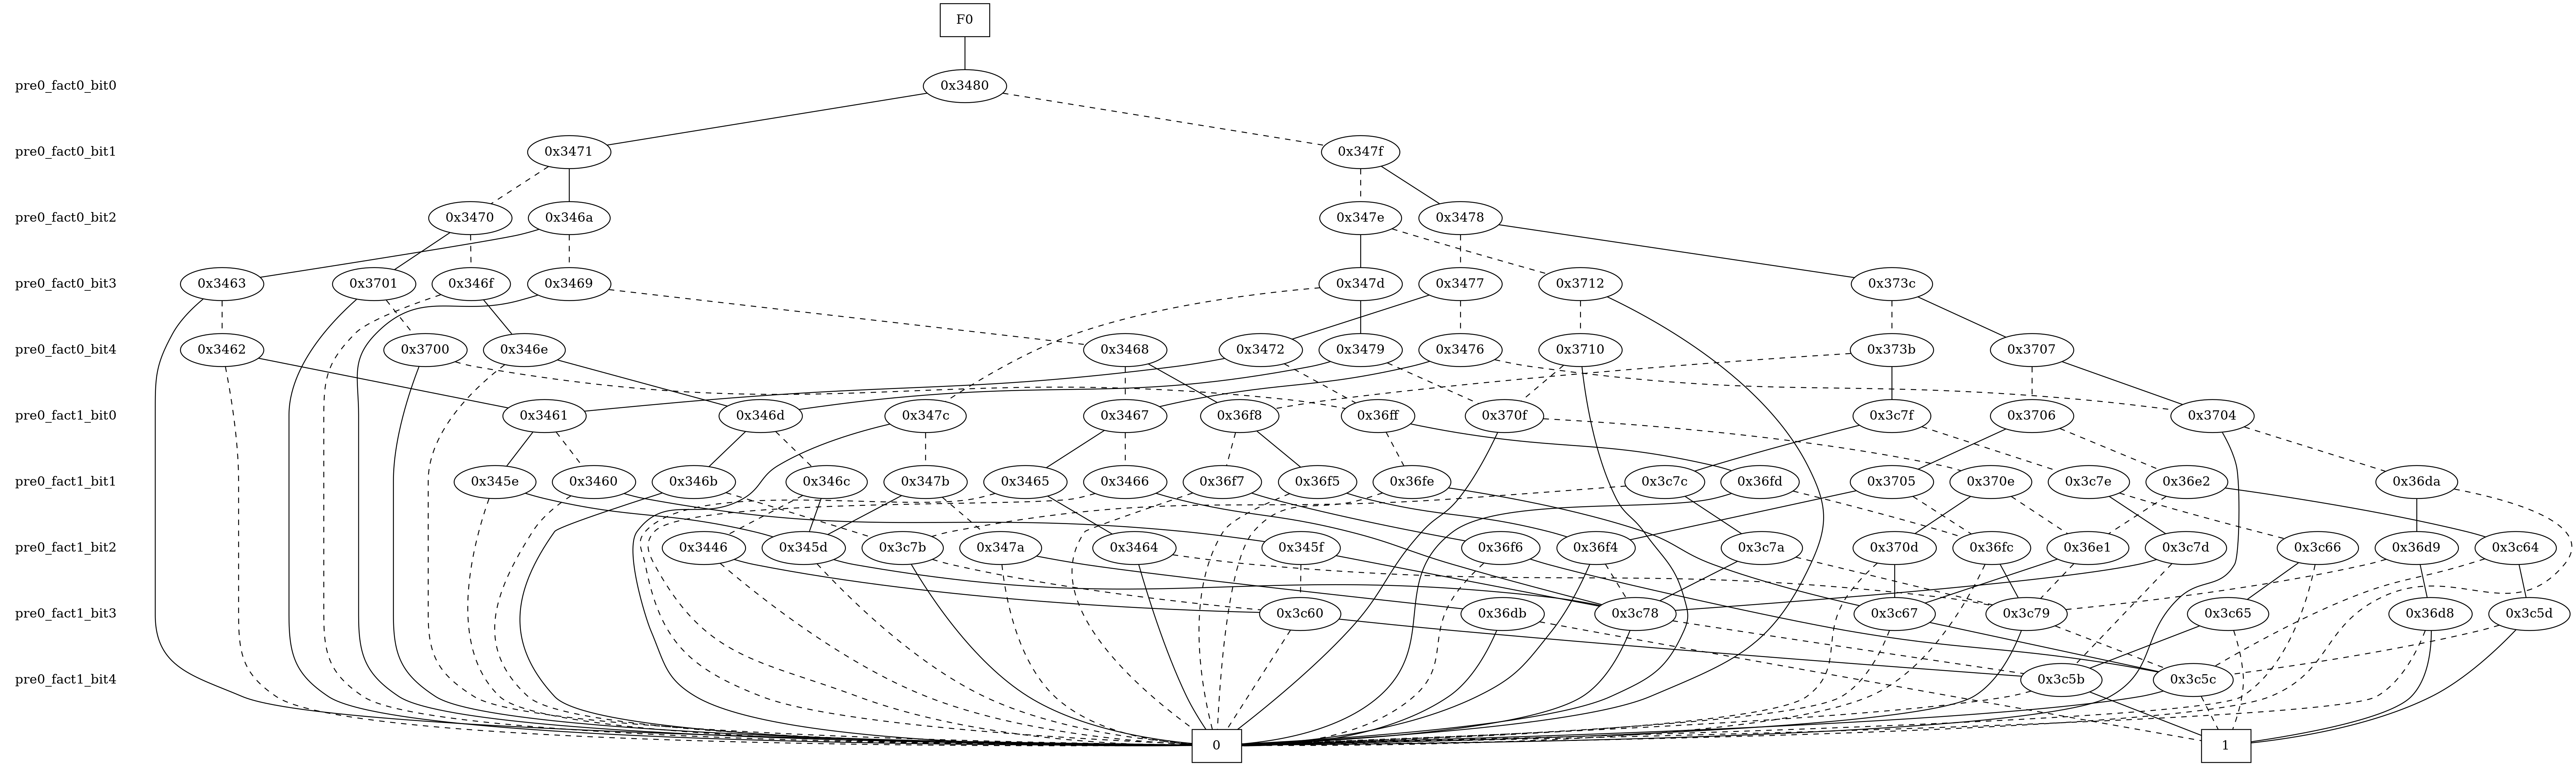 F0
pre0_fact0_bit0 0x3480
pre0_fact0_bit1 0x3471 0x347f
pre0_fact0_bit2 0x3470 0x346a 0x347e 0x3478
pre0_fact0_bit3 0x3463 0x3701 0x346f 0x3469 0x347d 0x3477 0x3712 0x373c
pre0_fact0_bit4 0x3462 0x3700 0x346e 0x3468 0x3472 0x3479 0x3476 0x3710 0x373b 0x3707
pre0_fact1_bit0 0x3461 0x346d 0x347c 0x3467 0x36f8 0x36ff 0x370f 0x3c7f 0x3706 0x3704
pre0_fact1_bit1 0x345e 0x3460 0x346b 0x346c 0x347b 0x3465 0x3466 0x36f7 0x36f5 0x36fe 0x3c7c 0x36fd 0x3705 0x370e 0x3c7e 0x36e2 0x36da
pre0_fact1_bit2 0x3446 0x345d 0x3c7b 0x347a 0x3464 0x345f 0x36f6 0x36f4 0x3c7a 0x370d 0x36fc 0x36e1 0x3c7d 0x3c66 0x36d9 0x3c64
pre0_fact1_bit3 0x3c60 0x36db 0x3c78 0x3c67 0x3c79 0x3c65 0x36d8 0x3c5d
pre0_fact1_bit4 0x3c5b 0x3c5c
0 1